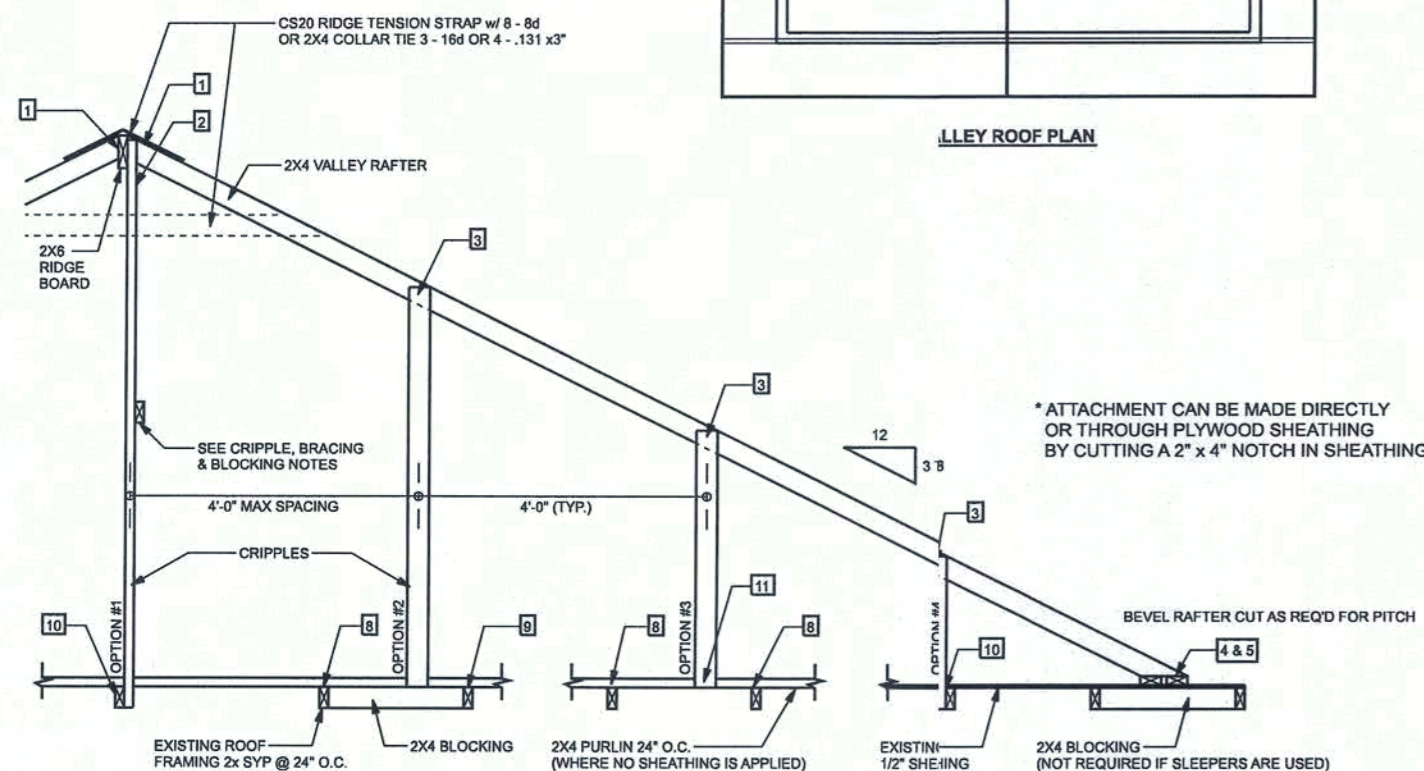 CS20 RIDGE TENSION STRAP w/ 8 - 8d
OR 2X4 COLLAR TIE 3 - 16d OR 4 - .131 x3"
1
1
2
2X4 VALLEY RAFTER
LLEY ROOF PLAN
2X6
RIDGE
BOARD
3
3
* ATTACHMENT CAN BE MADE DIRECTLY
OR THROUGH PLYWOOD SHEATHING
BY CUTTING A 2" x 4" NOTCH IN SHEATHING
12
SEE CRIPPLE, BRACING
& BLOCKING NOTES
4'-0" MAX SPACING
4'-0" (TYP.)
3
CRIPPLES
OPTION #1
OPTION #2
OPTION #3
OPTION #4
11
BEVEL RAFTER CUT AS REQ'D FOR PITCH
10
8
9
8
8
10
4 & 5
EXISTING ROOF
FRAMING 2x SYP @ 24" O.C.
2X4 BLOCKING
2X4 PURLIN 24" O.C.
(WHERE NO SHEATHING IS APPLIED)
EXISTIN
1/2" SHE
2X4 BLOCKING
(NOT REQUIRED IF SLEEPERS ARE USED)